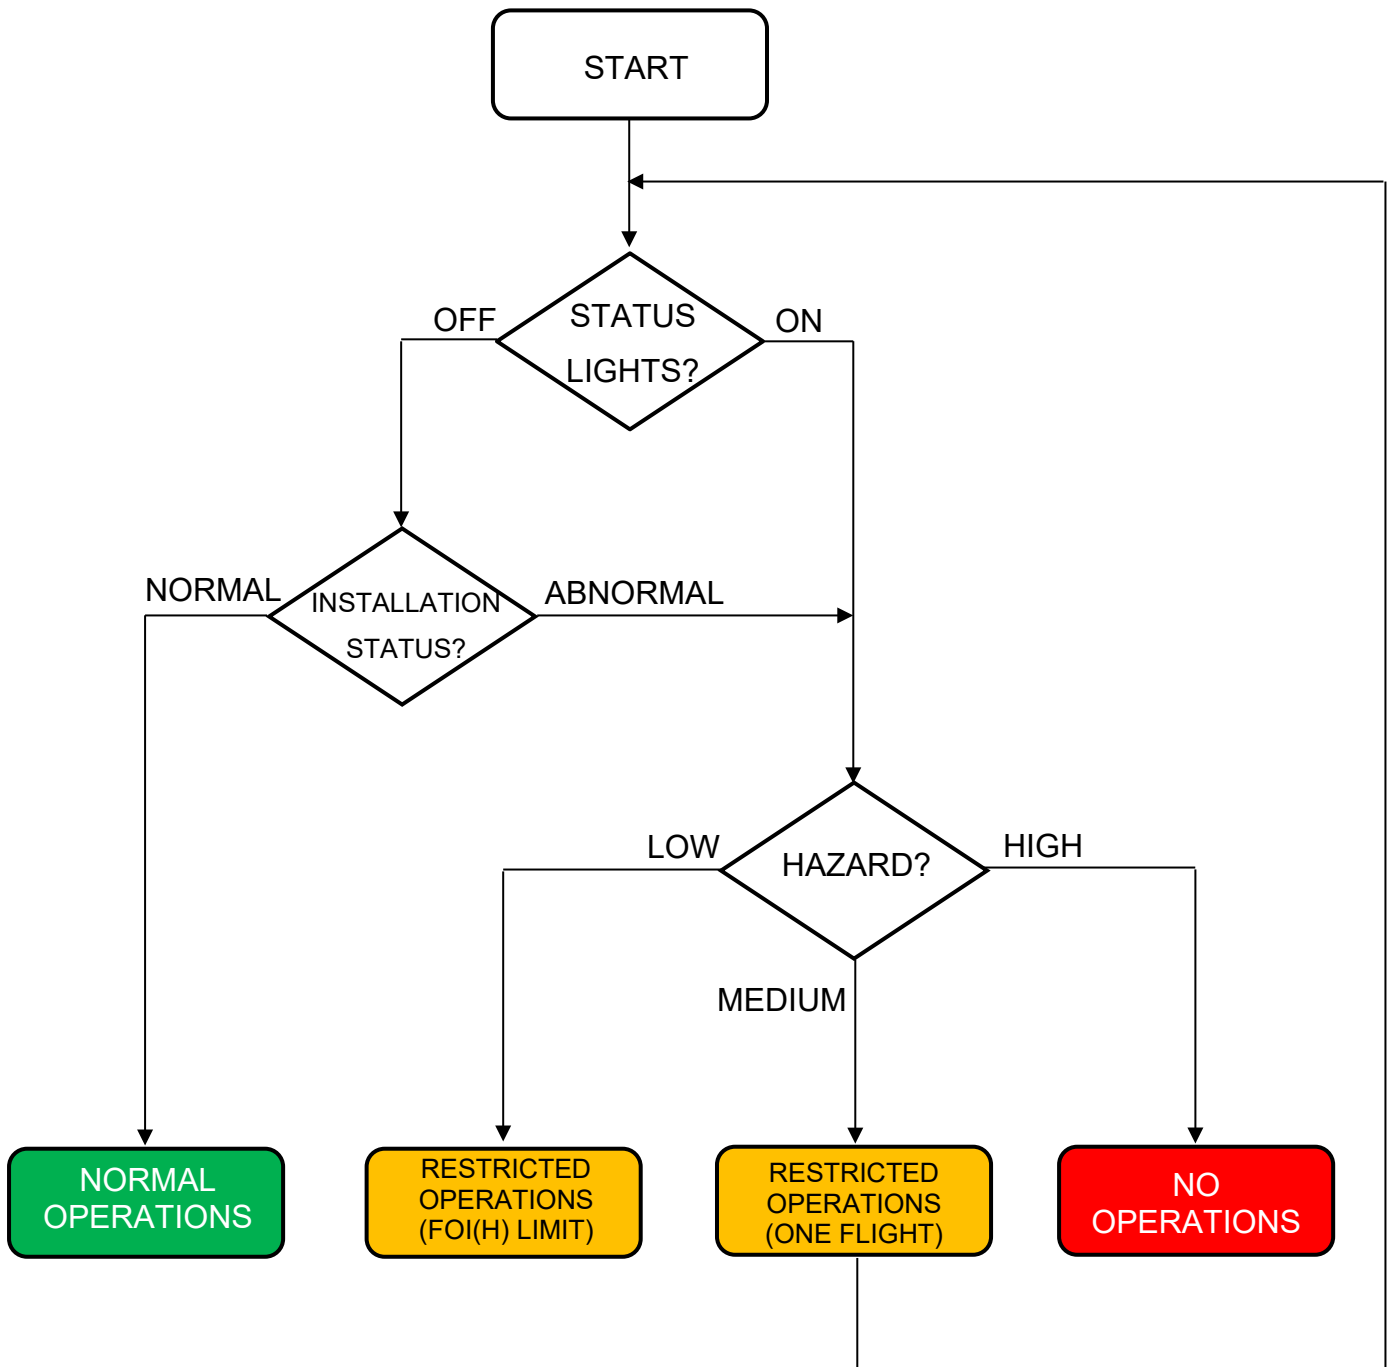 START
OFF
STATUS
LIGHTS?
ON
NORMAL
INSTALLATION
STATUS?
ABNORMAL
LOW
HAZARD?
HIGH
MEDIUM
NORMAL
OPERATIONS
RESTRICTED
OPERATIONS
(FOI(H) LIMIT)
RESTRICTED
OPERATIONS
(ONE FLIGHT)
NO
OPERATIONS